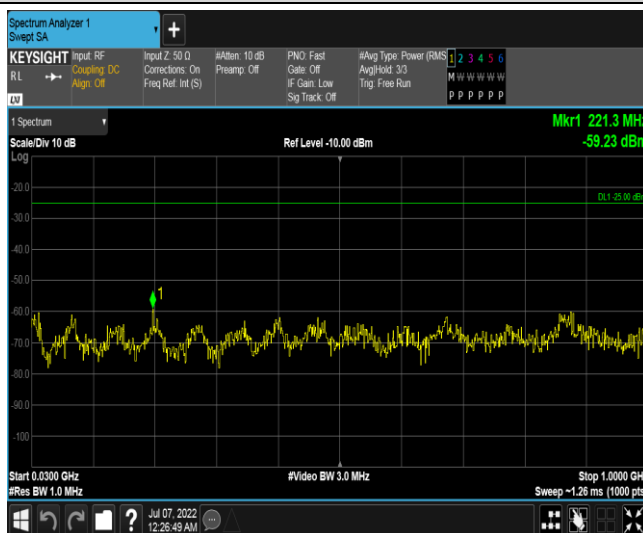 Spectrum Analyzer 1
Swept SA
+
KEYSIGHT
RL
LXI
Input: RF
Coupling: DC
Align: Off
Input Z: 50 Ω
Corrections: On
Freq Ref: Int (S)
#Atten: 10 dB
Preamp: Off
PNO: Fast
Gate: Off
IF Gain: Low
Sig Track: Off
#Avg Type: Power (RMS
Avg|Hold: 3/3
Trig: Free Run
1 2 3 4 5 6
M W W W W W
P P P P P P
1 Spectrum
Mkr1 221.3 MHz
Scale/Div 10 dB
Ref Level -10.00 dBm
-59.23 dBm
Log
-20.0
DL1 -25.00 dBm
-30.0
-40.0
-50.0
1
-60.0
-70.0
-80.0
-90.0
-100
Start 0.0300 GHz
#Video BW 3.0 MHz
Stop 1.0000 GHz
#Res BW 1.0 MHz
Sweep ~1.26 ms (1000 pts
?
Jul 07, 2022
12:26:49 AM